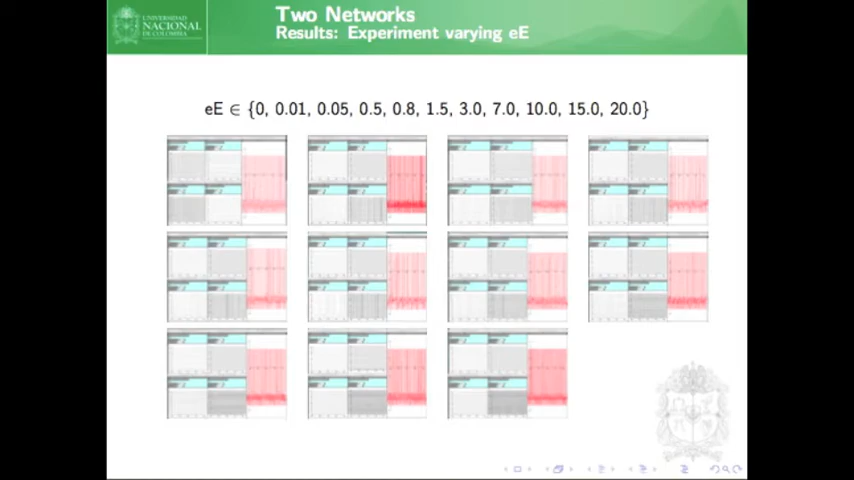 UNIVERSIDAD
NACIONAL
DE COLOMBIA
Two Networks
Results: Experiment varying eE
eE ∈ {0, 0.01, 0.05, 0.5, 0.8, 1.5, 3.0, 7.0, 10.0, 15.0, 20.0}